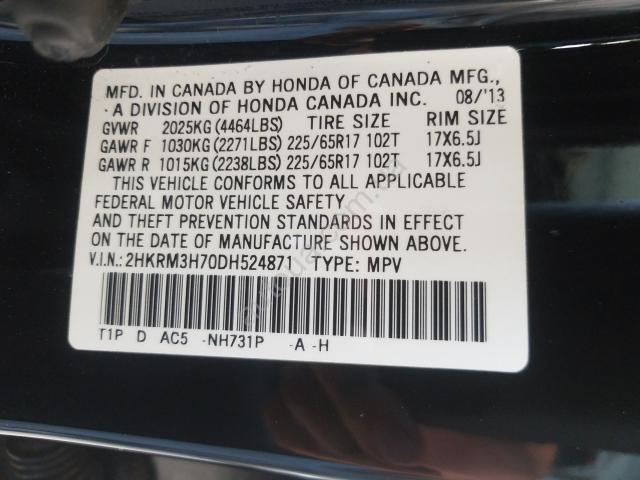 MFD. IN CANADA BY HONDA OF CANADA MFG.,
A DIVISION OF HONDA CANADA INC. 08/'13
GVWR 2025KG (4464LBS) TIRE SIZE RIM SIZE
GAWR F 1030KG (2271LBS) 225/65R17 102T 17X6.5J
GAWR R 1015KG (2238LBS) 225/65R17 102T 17X6.5J
THIS VEHICLE CONFORMS TO ALL APPLICABLE
FEDERAL MOTOR VEHICLE SAFETY
AND THEFT PREVENTION STANDARDS IN EFFECT
ON THE DATE OF MANUFACTURE SHOWN ABOVE.
V.I.N.: 2HKRM3H70DH524871 TYPE: MPV
T1P D AC5 -NH731P -A -H